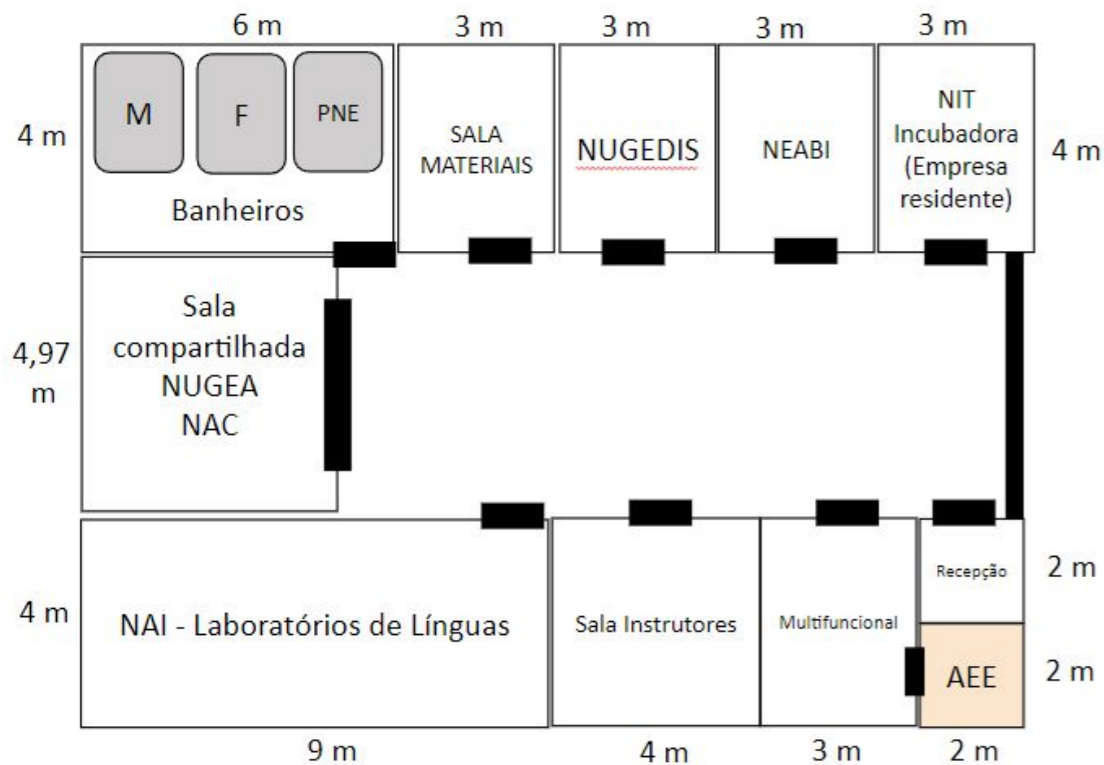 6 m
3 m
3 m
3 m
3 m
4 m
M
F
PNE
Banheiros
SALA
MATERIAIS
NUGEDIS
NEABI
NIT
Incubadora
(Empresa
residente)
4 m
4,97
m
Sala
compartilhada
NUGEA
NAC
4 m
NAI - Laboratórios de Línguas
Sala Instrutores
Multifuncional
Recepção
2 m
AEE
2 m
9 m
4 m
3 m
2 m